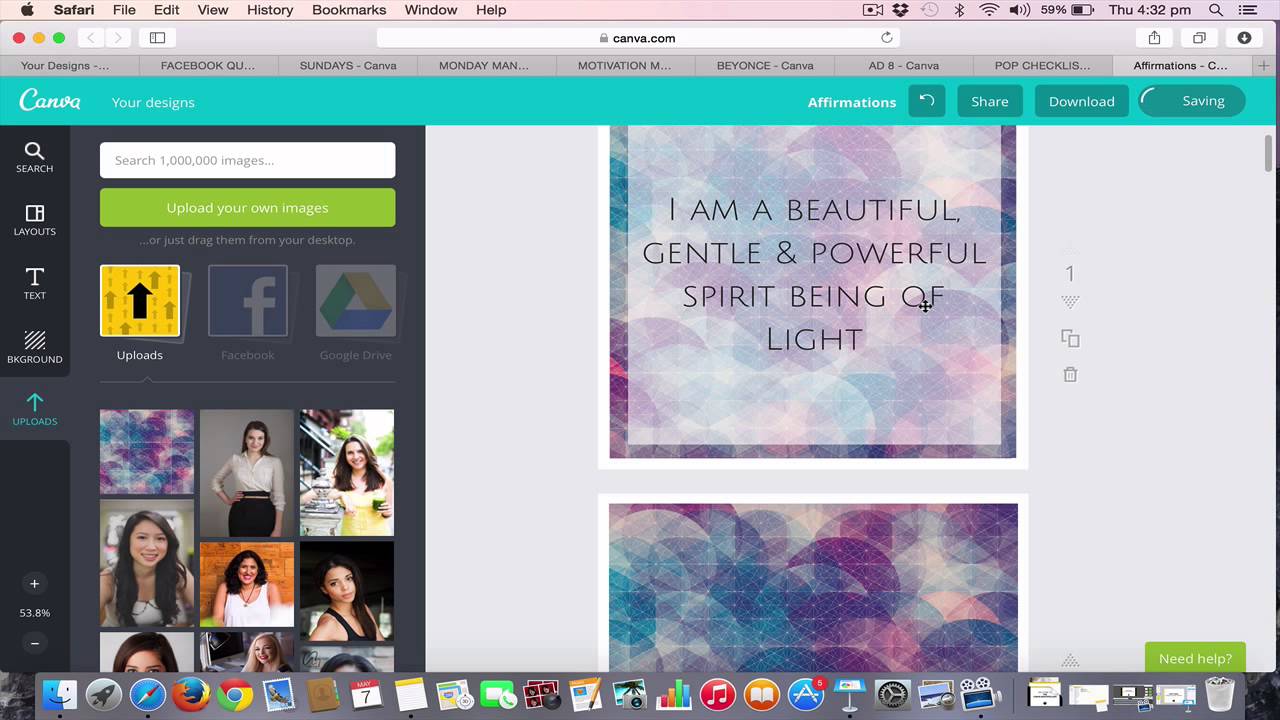 Safari File Edit View History Bookmarks Window Help 59% Thu 4:32 pm
canva.com
Your Designs -... FACEBOOK QU... SUNDAYS - Canva MONDAY MAN... MOTIVATION M... BEYONCE - Canva AD 8 - Canva POP CHECKLIS... Affirmations - C...
Canva Your designs Affirmations Share Download Saving
SEARCH
LAYOUTS
TEXT
BKGROUND
UPLOADS
53.8%
Search 1,000,000 images...
Upload your own images
...or just drag them from your desktop.
Uploads Facebook Google Drive
I AM A BEAUTIFUL,
GENTLE & POWERFUL
SPIRIT BEING OF
LIGHT
1
Need help?
MAY
7
5